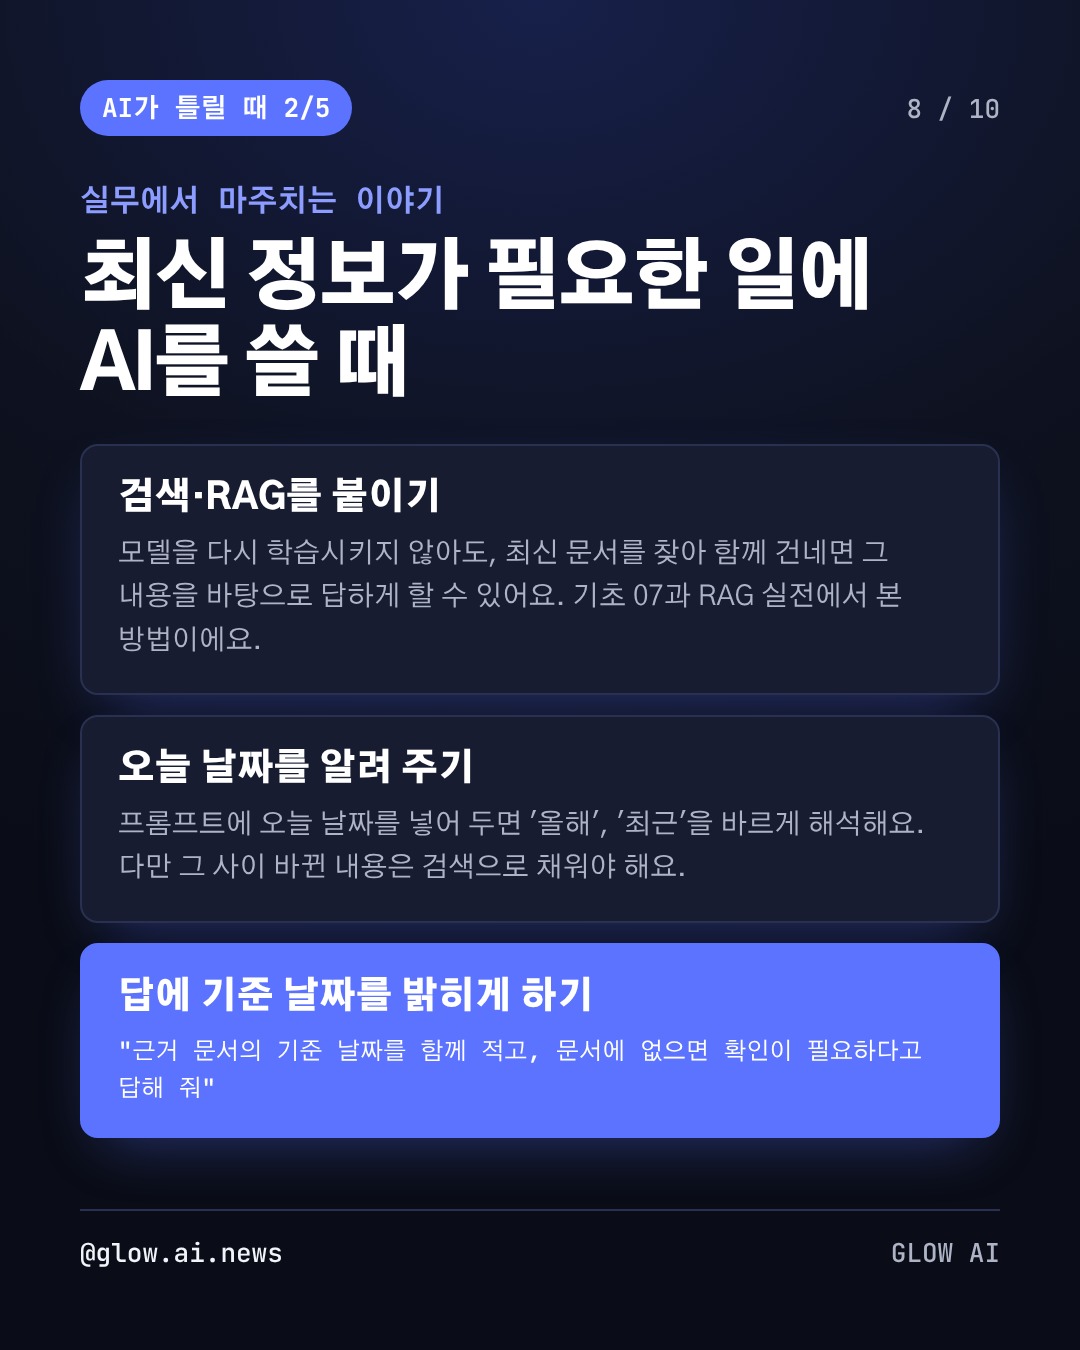 AI가 틀릴 때 2/5
8 / 10
실무에서 마주치는 이야기
최신 정보가 필요한 일에
AI를 쓸 때
검색·RAG를 붙이기
모델을 다시 학습시키지 않아도, 최신 문서를 찾아 함께 건네면 그
내용을 바탕으로 답하게 할 수 있어요. 기초 07과 RAG 실전에서 본
방법이에요.
오늘 날짜를 알려 주기
프롬프트에 오늘 날짜를 넣어 두면 ’올해’, ’최근’을 바르게 해석해요.
다만 그 사이 바뀐 내용은 검색으로 채워야 해요.
답에 기준 날짜를 밝히게 하기
"근거 문서의 기준 날짜를 함께 적고, 문서에 없으면 확인이 필요하다고
답해 줘"
@glow.ai.news
GLOW AI